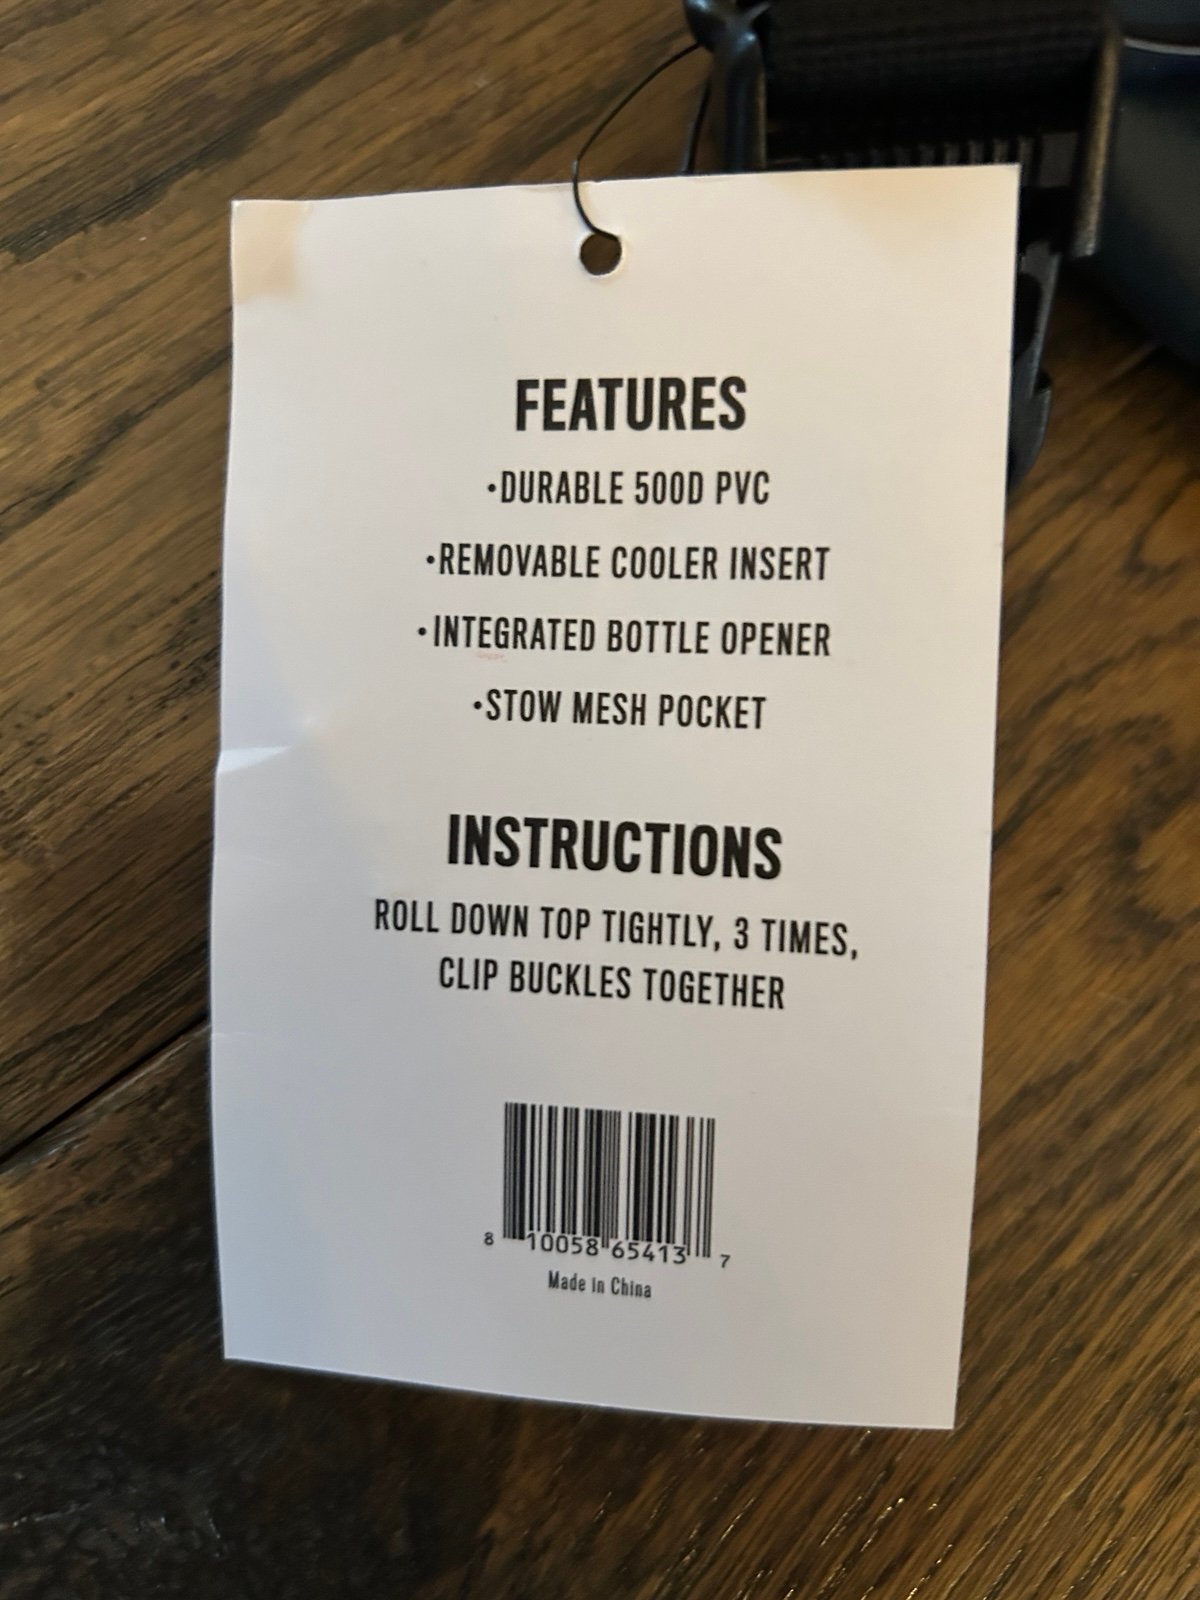 FEATURES
•DURABLE 500D PVC
•REMOVABLE COOLER INSERT
•INTEGRATED BOTTLE OPENER
•STOW MESH POCKET
INSTRUCTIONS
ROLL DOWN TOP TIGHTLY, 3 TIMES,
CLIP BUCKLES TOGETHER
8 10058 65413 7
Made in China